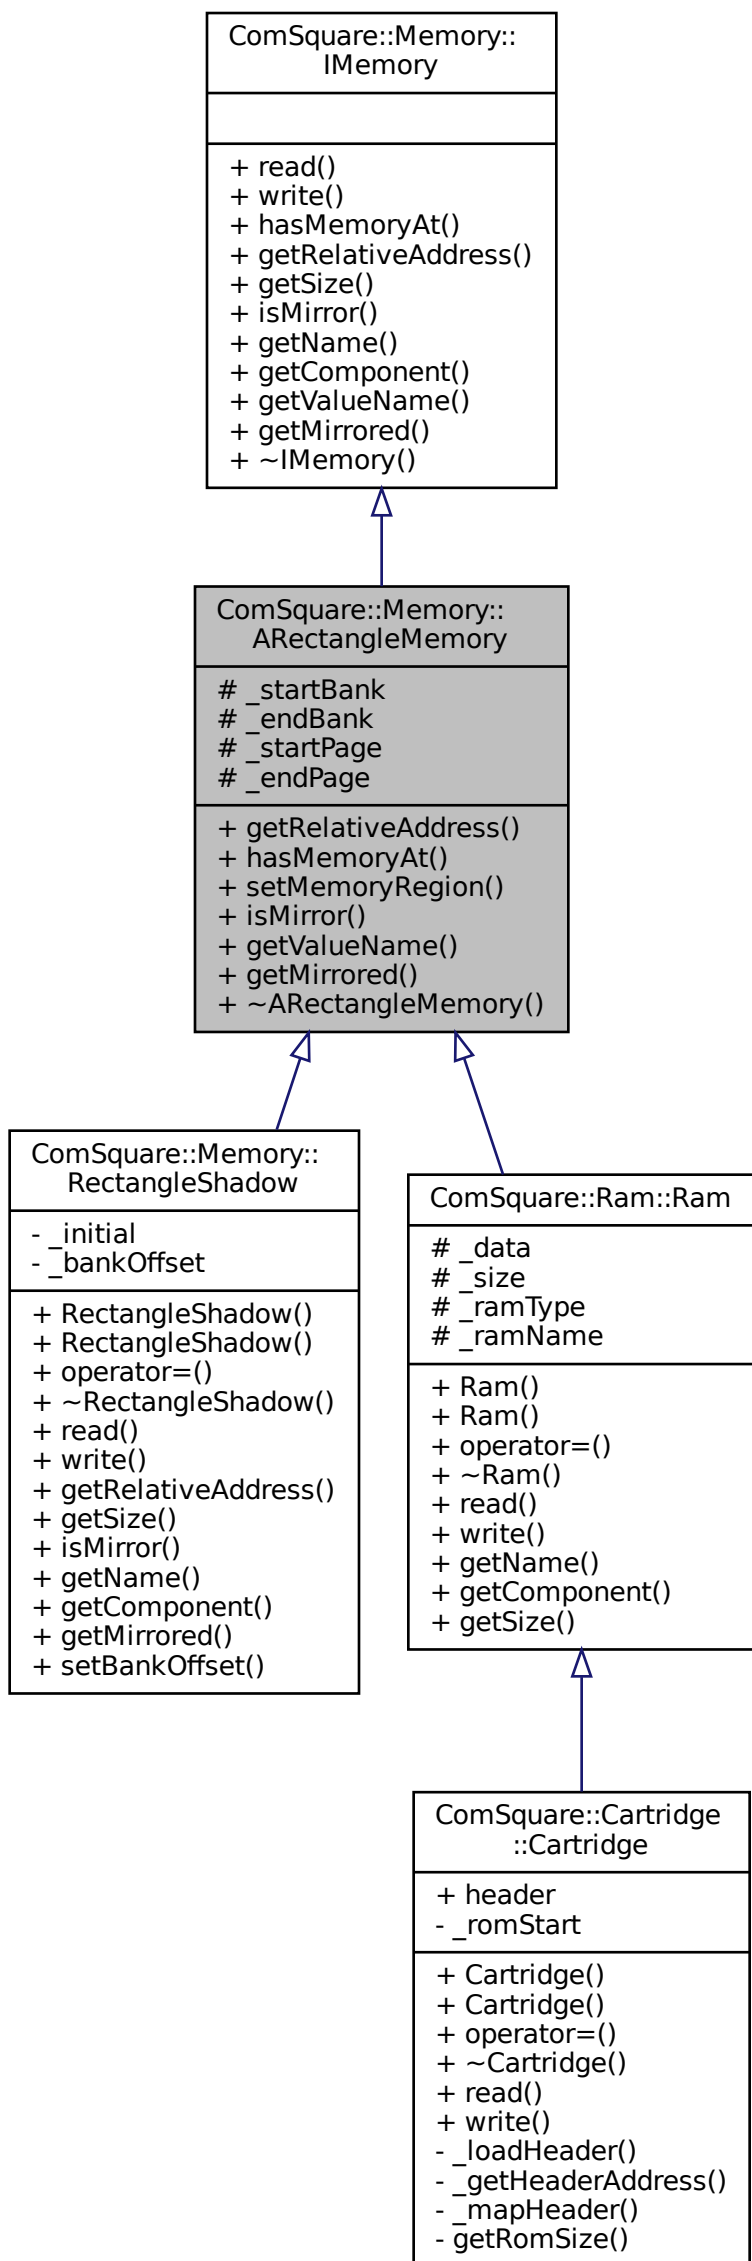 ComSquare::Memory::
IMemory
+ read()
+ write()
+ hasMemoryAt()
+ getRelativeAddress()
+ getSize()
+ isMirror()
+ getName()
+ getComponent()
+ getValueName()
+ getMirrored()
+ ~IMemory()
ComSquare::Memory::
ARectangleMemory
# _startBank
# _endBank
# _startPage
# _endPage
+ getRelativeAddress()
+ hasMemoryAt()
+ setMemoryRegion()
+ isMirror()
+ getValueName()
+ getMirrored()
+ ~ARectangleMemory()
ComSquare::Memory::
RectangleShadow
- _initial
- _bankOffset
+ RectangleShadow()
+ RectangleShadow()
+ operator=()
+ ~RectangleShadow()
+ read()
+ write()
+ getRelativeAddress()
+ getSize()
+ isMirror()
+ getName()
+ getComponent()
+ getMirrored()
+ setBankOffset()
ComSquare::Ram::Ram
# _data
# _size
# _ramType
# _ramName
+ Ram()
+ Ram()
+ operator=()
+ ~Ram()
+ read()
+ write()
+ getName()
+ getComponent()
+ getSize()
ComSquare::Cartridge
::Cartridge
+ header
- _romStart
+ Cartridge()
+ Cartridge()
+ operator=()
+ ~Cartridge()
+ read()
+ write()
- _loadHeader()
- _getHeaderAddress()
- _mapHeader()
- getRomSize()